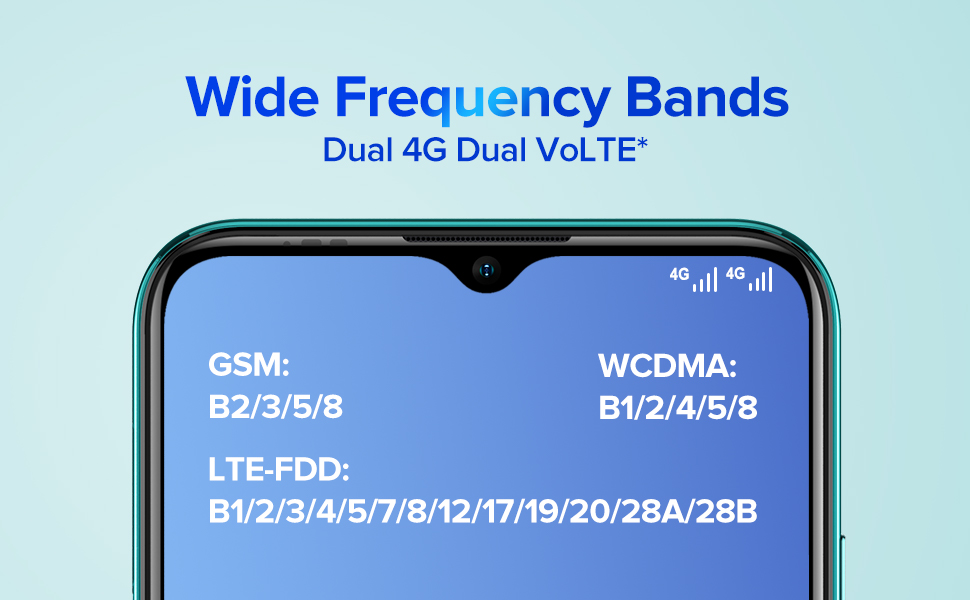 Wide Frequency Bands
Dual 4G Dual VoLTE*
4G 4G
GSM:
B2/3/5/8
WCDMA:
B1/2/4/5/8
LTE-FDD:
B1/2/3/4/5/7/8/12/17/19/20/28A/28B